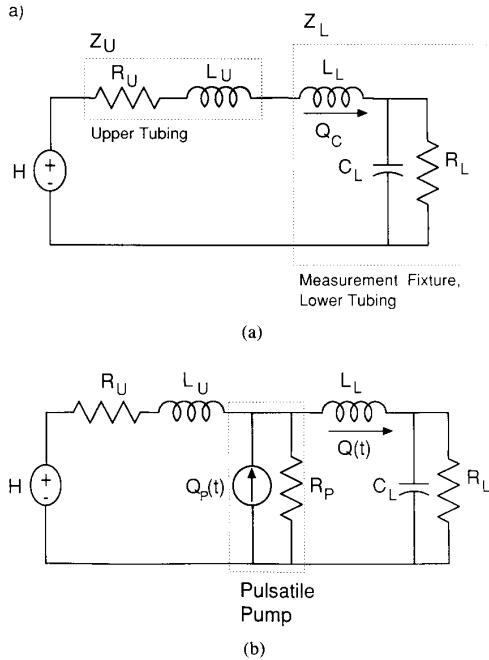 a)
Z_U
Z_L
R_U
L_U
L_L
Upper Tubing
Q_C
H
+
-
C_L
R_L
Measurement Fixture,
Lower Tubing
(a)
R_U
L_U
L_L
Q(t)
H
+
-
Q_P(t)
R_P
C_L
R_L
Pulsatile
Pump
(b)